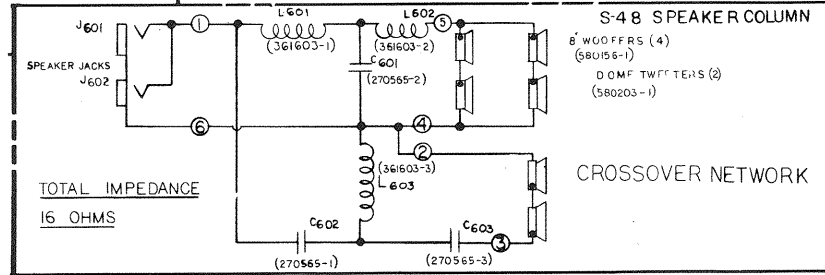 S-48 SPEAKER COLUMN
J601
1
L601
L602
5
(361603-1)
(361603-2)
8" WOOFERS (4)
(580156-1)
SPEAKER JACKS
C601
(270565-2)
DOME TWEETERS (2)
(580203-1)
J602
6
4
2
(361603-3)
L603
CROSSOVER NETWORK
TOTAL IMPEDANCE
16 OHMS
C602
(270565-1)
C603
3
(270565-3)